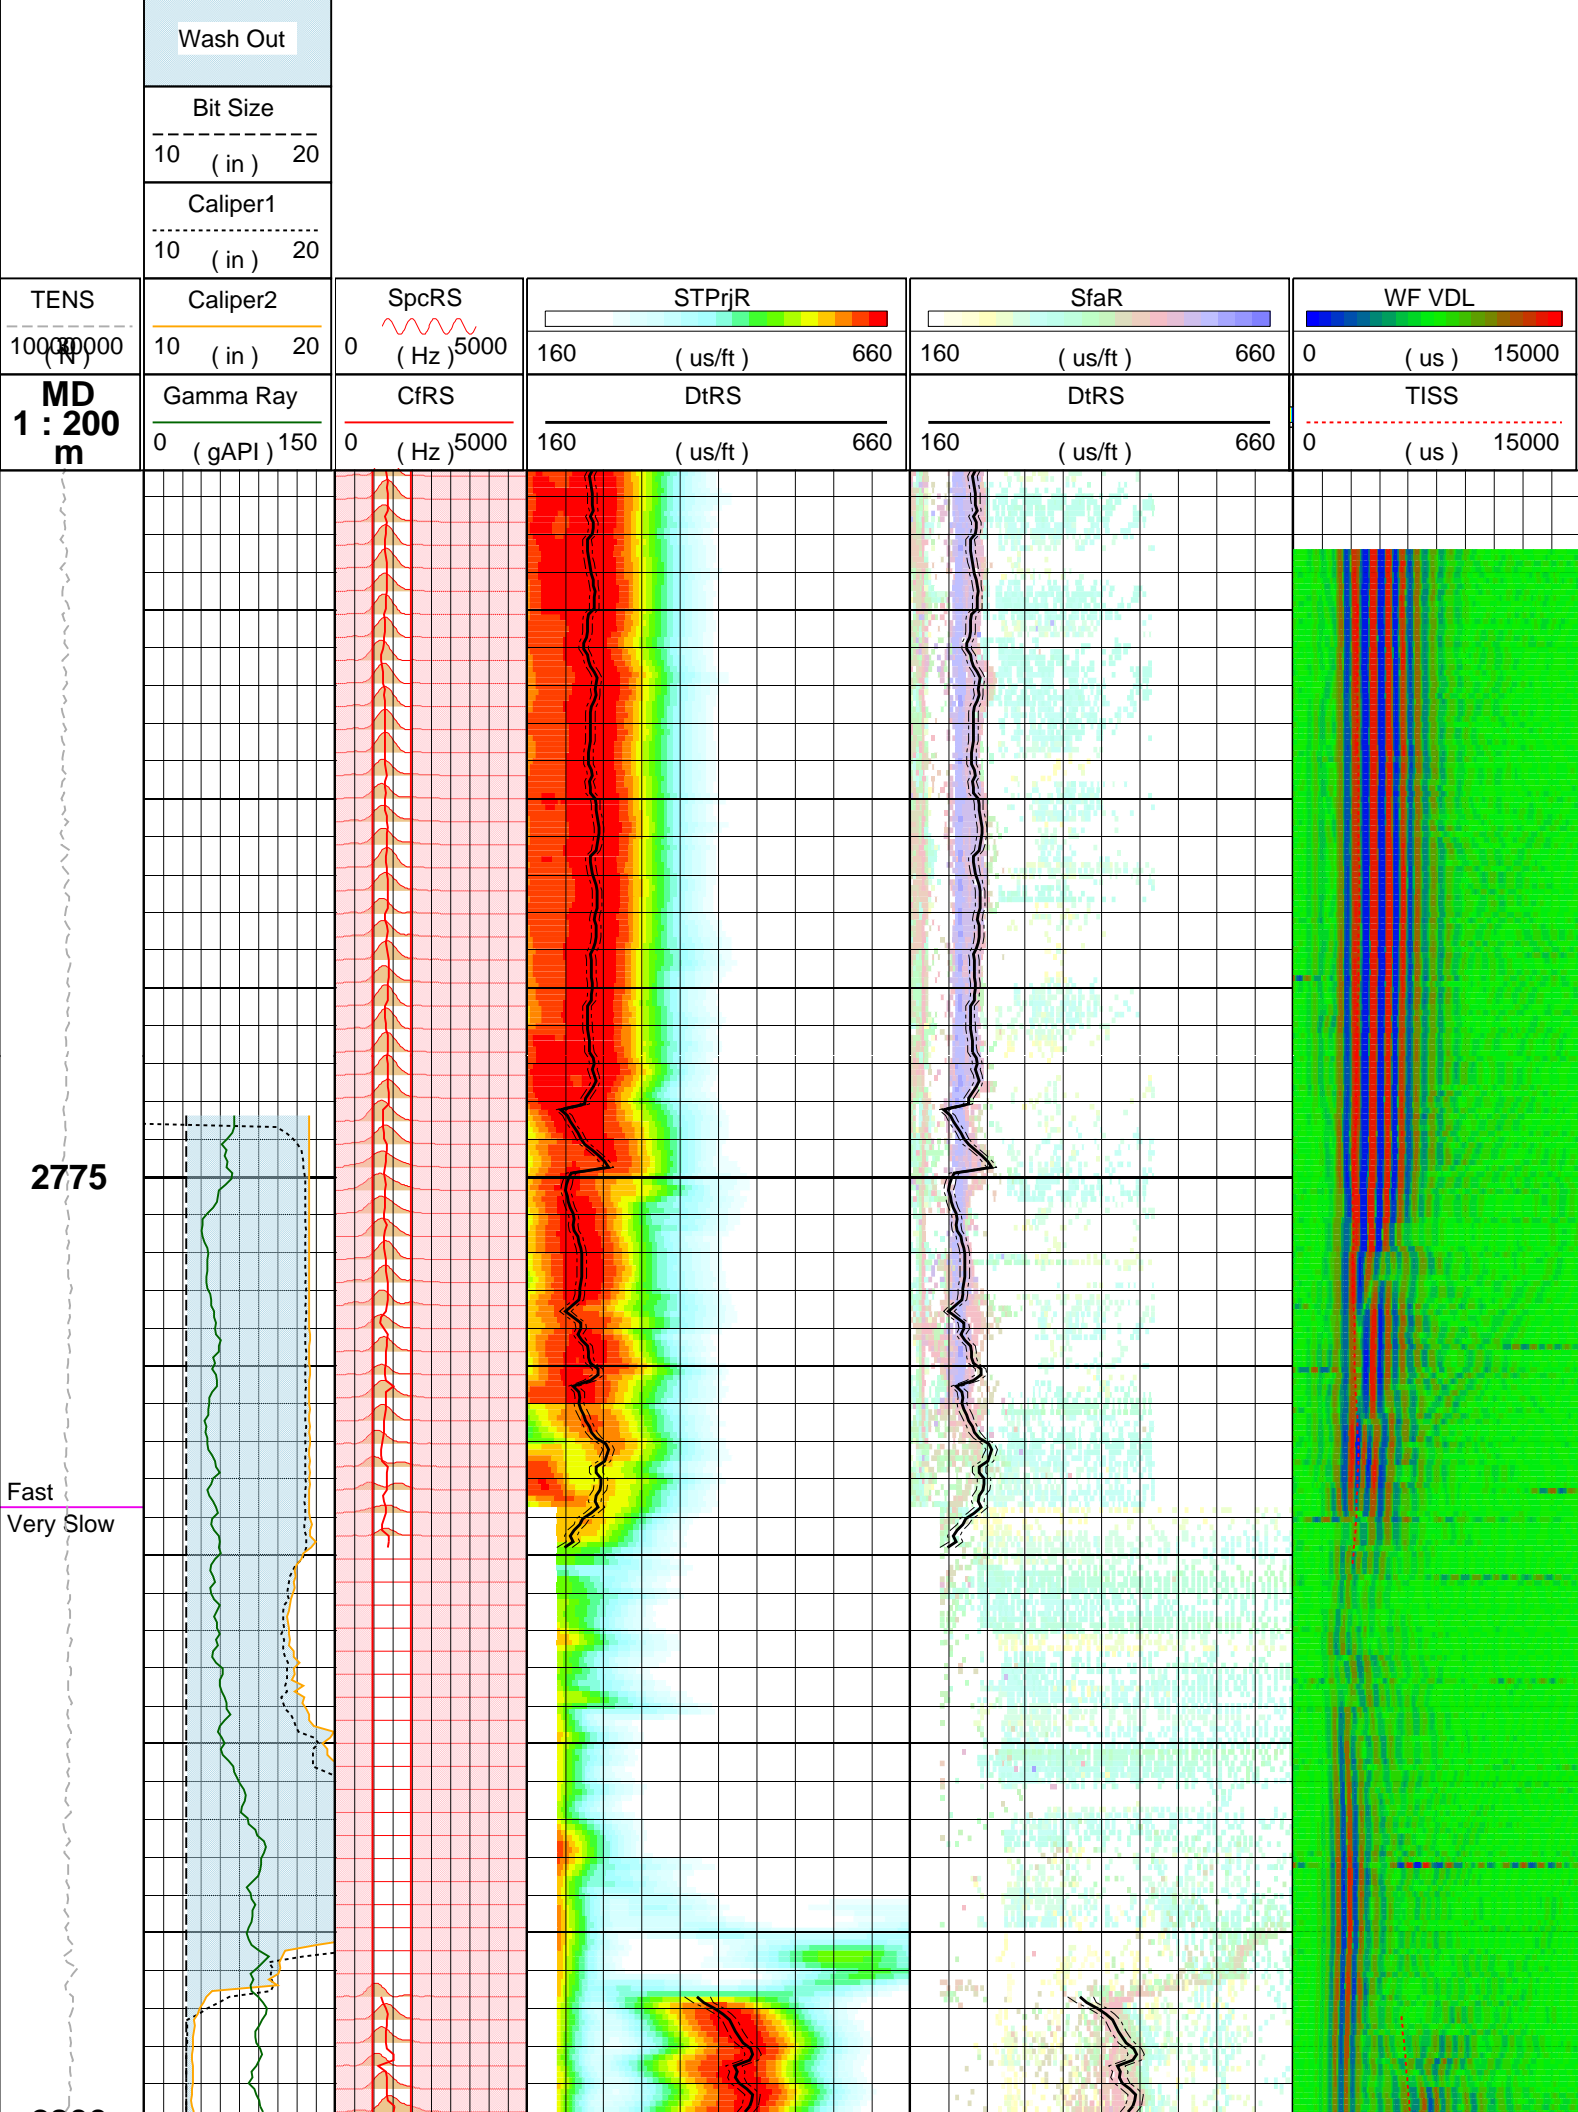 Wash Out
Bit Size
10 ( in ) 20
Caliper1
10 ( in ) 20
TENS
( N )
Caliper2
10 ( in ) 20
SpcRS
0 ( Hz ) 5000
STPrjR
160 ( us/ft ) 660
SfaR
160 ( us/ft ) 660
WF VDL
0 ( us ) 15000
MD
1 : 200
m
Gamma Ray
0 ( gAPI ) 150
CfRS
0 ( Hz ) 5000
DtRS
160 ( us/ft ) 660
DtRS
160 ( us/ft ) 660
TISS
0 ( us ) 15000
2775
Fast
Very Slow